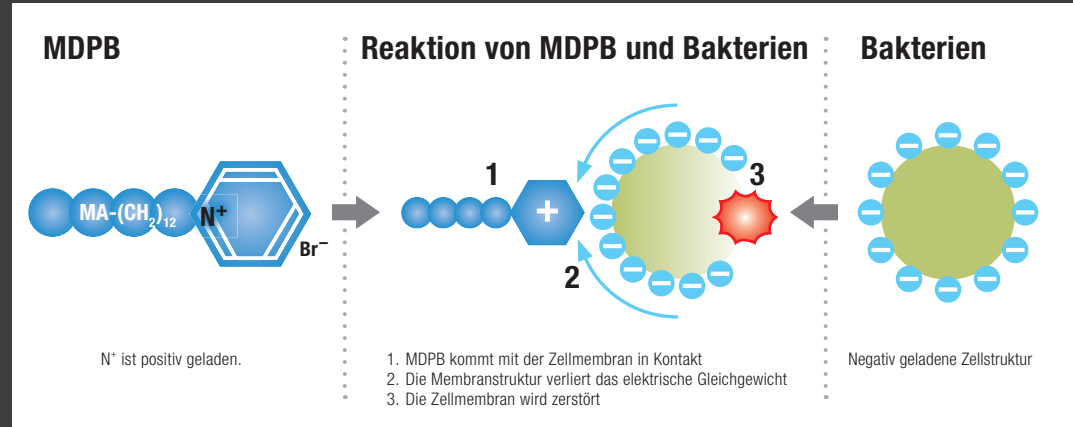 MDPB
Reaktion von MDPB und Bakterien
Bakterien
MA-(CH₂)₁₂
N⁺
Br⁻
1
+
2
3
N⁺ ist positiv geladen.
1. MDPB kommt mit der Zellmembran in Kontakt
2. Die Membranstruktur verliert das elektrische Gleichgewicht
3. Die Zellmembran wird zerstört
Negativ geladene Zellstruktur